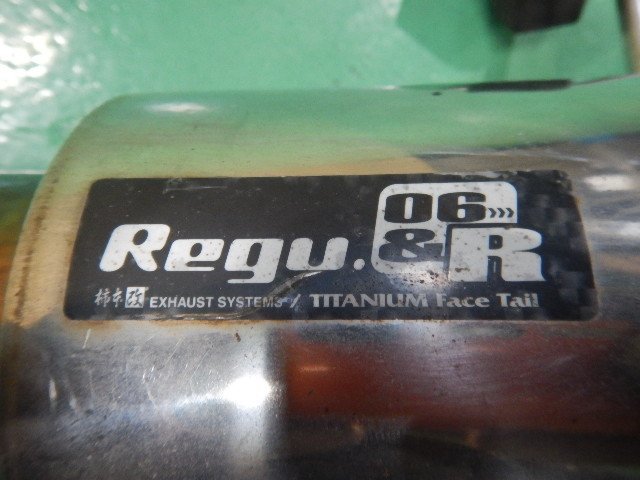 Regu. 06 & R
柿本改 EXHAUST SYSTEMS / TITANIUM Face Tail